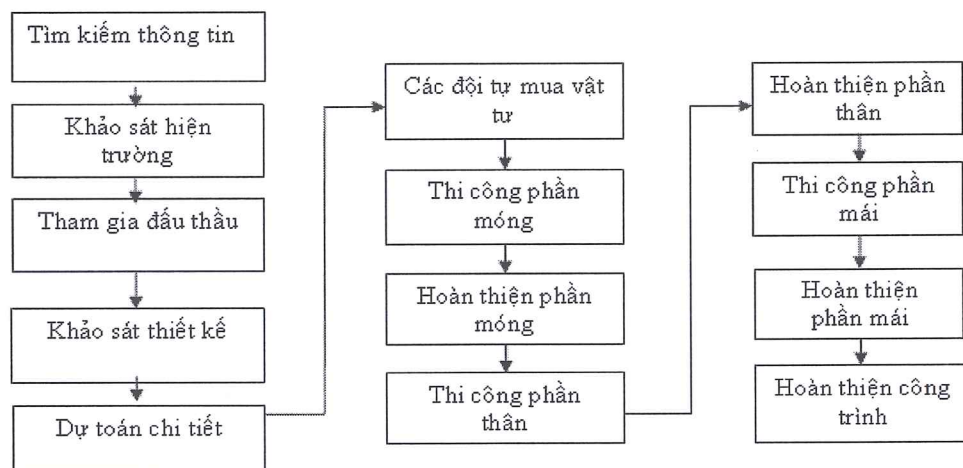 Tìm kiếm thông tin
Khảo sát hiện
trường
Tham gia đấu thầu
Khảo sát thiết kế
Dự toán chi tiết
Các đội tự mua vật
tư
Thi công phần
móng
Hoàn thiện phần
móng
Thi công phần
thân
Hoàn thiện phần
thân
Thi công phần
mái
Hoàn thiện
phần mái
Hoàn thiện công
trình